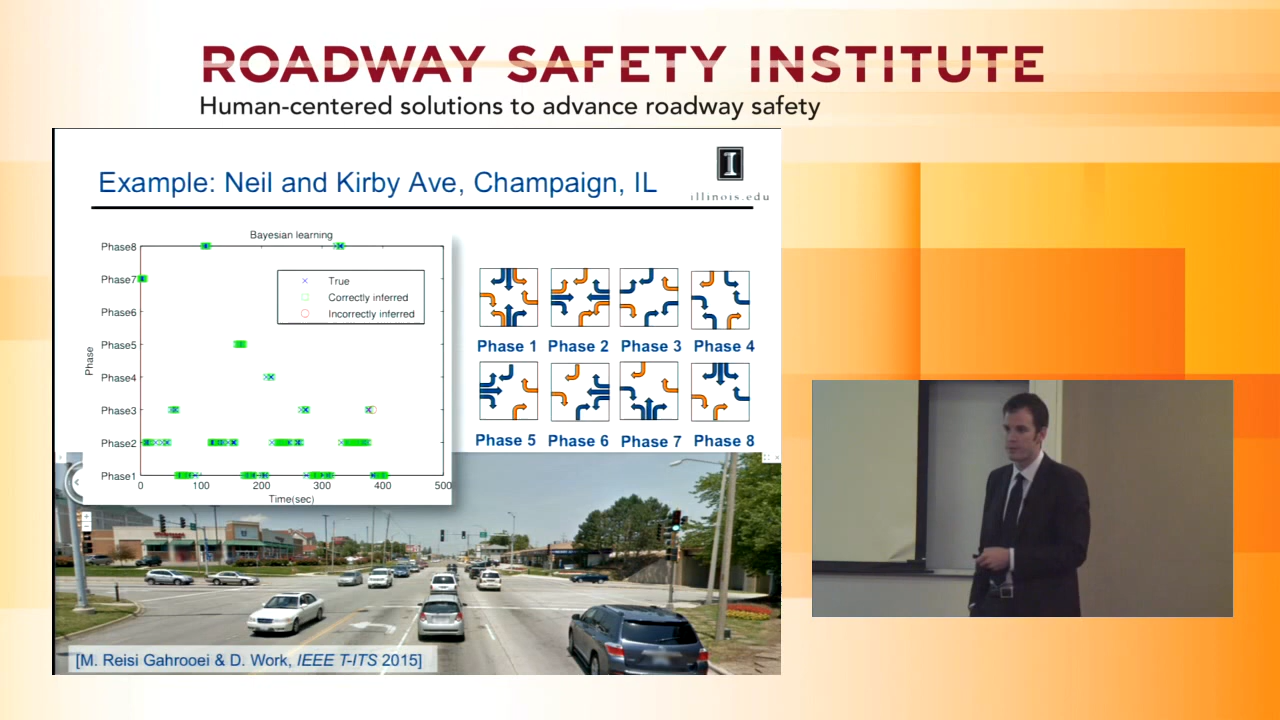 ROADWAY SAFETY INSTITUTE
Human-centered solutions to advance roadway safety
Example: Neil and Kirby Ave, Champaign, IL
I
illinois.edu
Bayesian learning
Phase8
Phase7
Phase6
Phase5
Phase4
Phase3
Phase2
Phase1
Phase
True
Correctly inferred
Incorrectly inferred
0 100 200 300 400 500
Time(sec)
Phase 1 Phase 2 Phase 3 Phase 4
Phase 5 Phase 6 Phase 7 Phase 8
[M. Reisi Gahrooei & D. Work, IEEE T-ITS 2015]